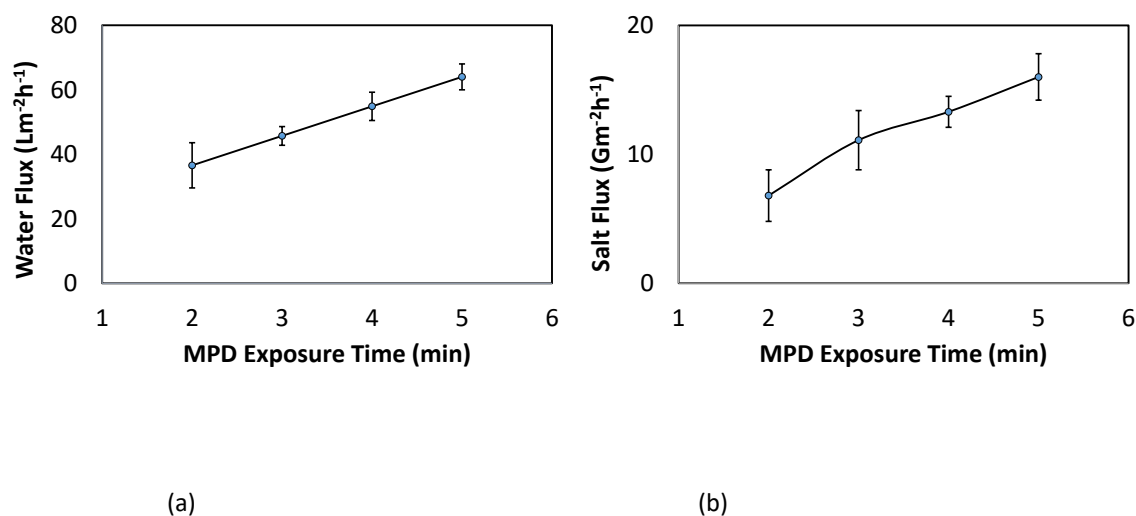 80
60
40
20
0
1 2 3 4 5 6
Water Flux (Lm-2h-1)
MPD Exposure Time (min)
20
10
0
1 2 3 4 5 6
Salt Flux (Gm-2h-1)
MPD Exposure Time (min)
(a)
(b)